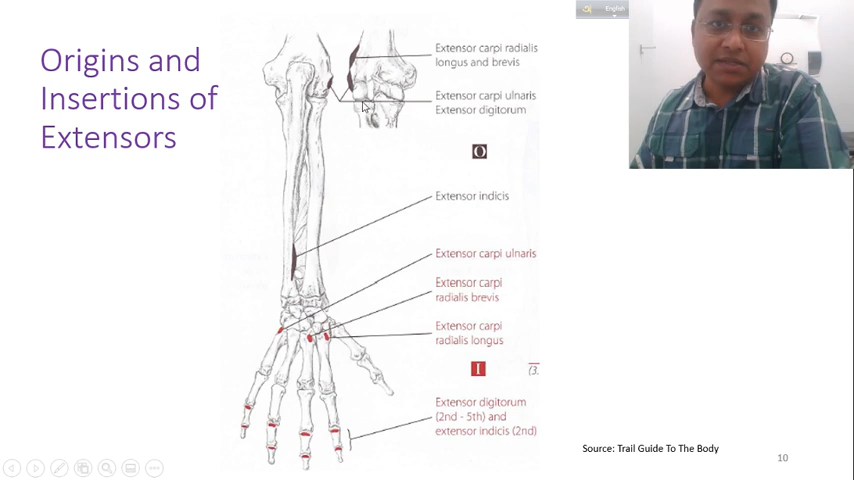 Origins and
Insertions of
Extensors
Extensor carpi radialis
longus and brevis
Extensor carpi ulnaris
Extensor digitorum
O
Extensor indicis
Extensor carpi ulnaris
Extensor carpi
radialis brevis
Extensor carpi
radialis longus
I
(3.
Extensor digitorum
(2nd - 5th) and
extensor indicis (2nd)
Source: Trail Guide To The Body
10
English